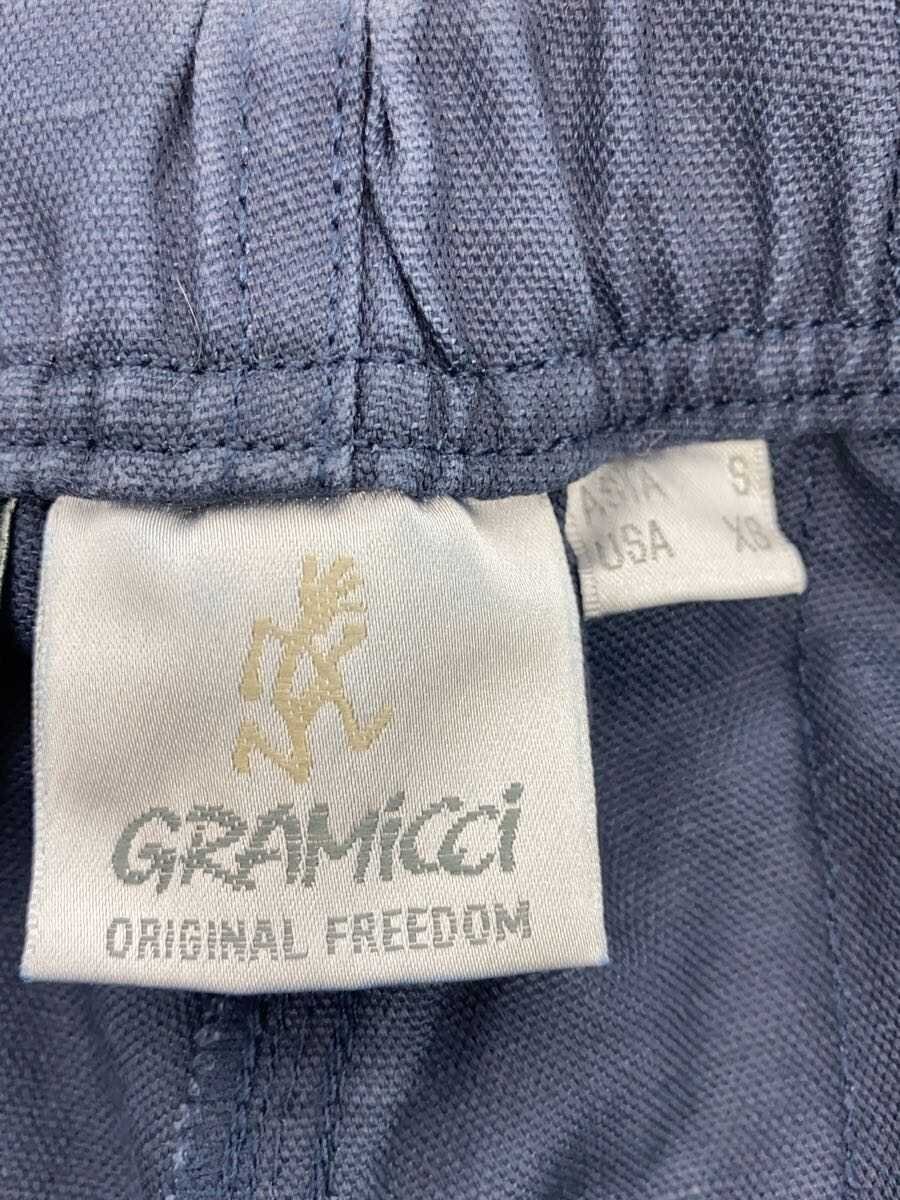 ASIA S
USA XS
GRAMiCCi
ORIGINAL FREEDOM